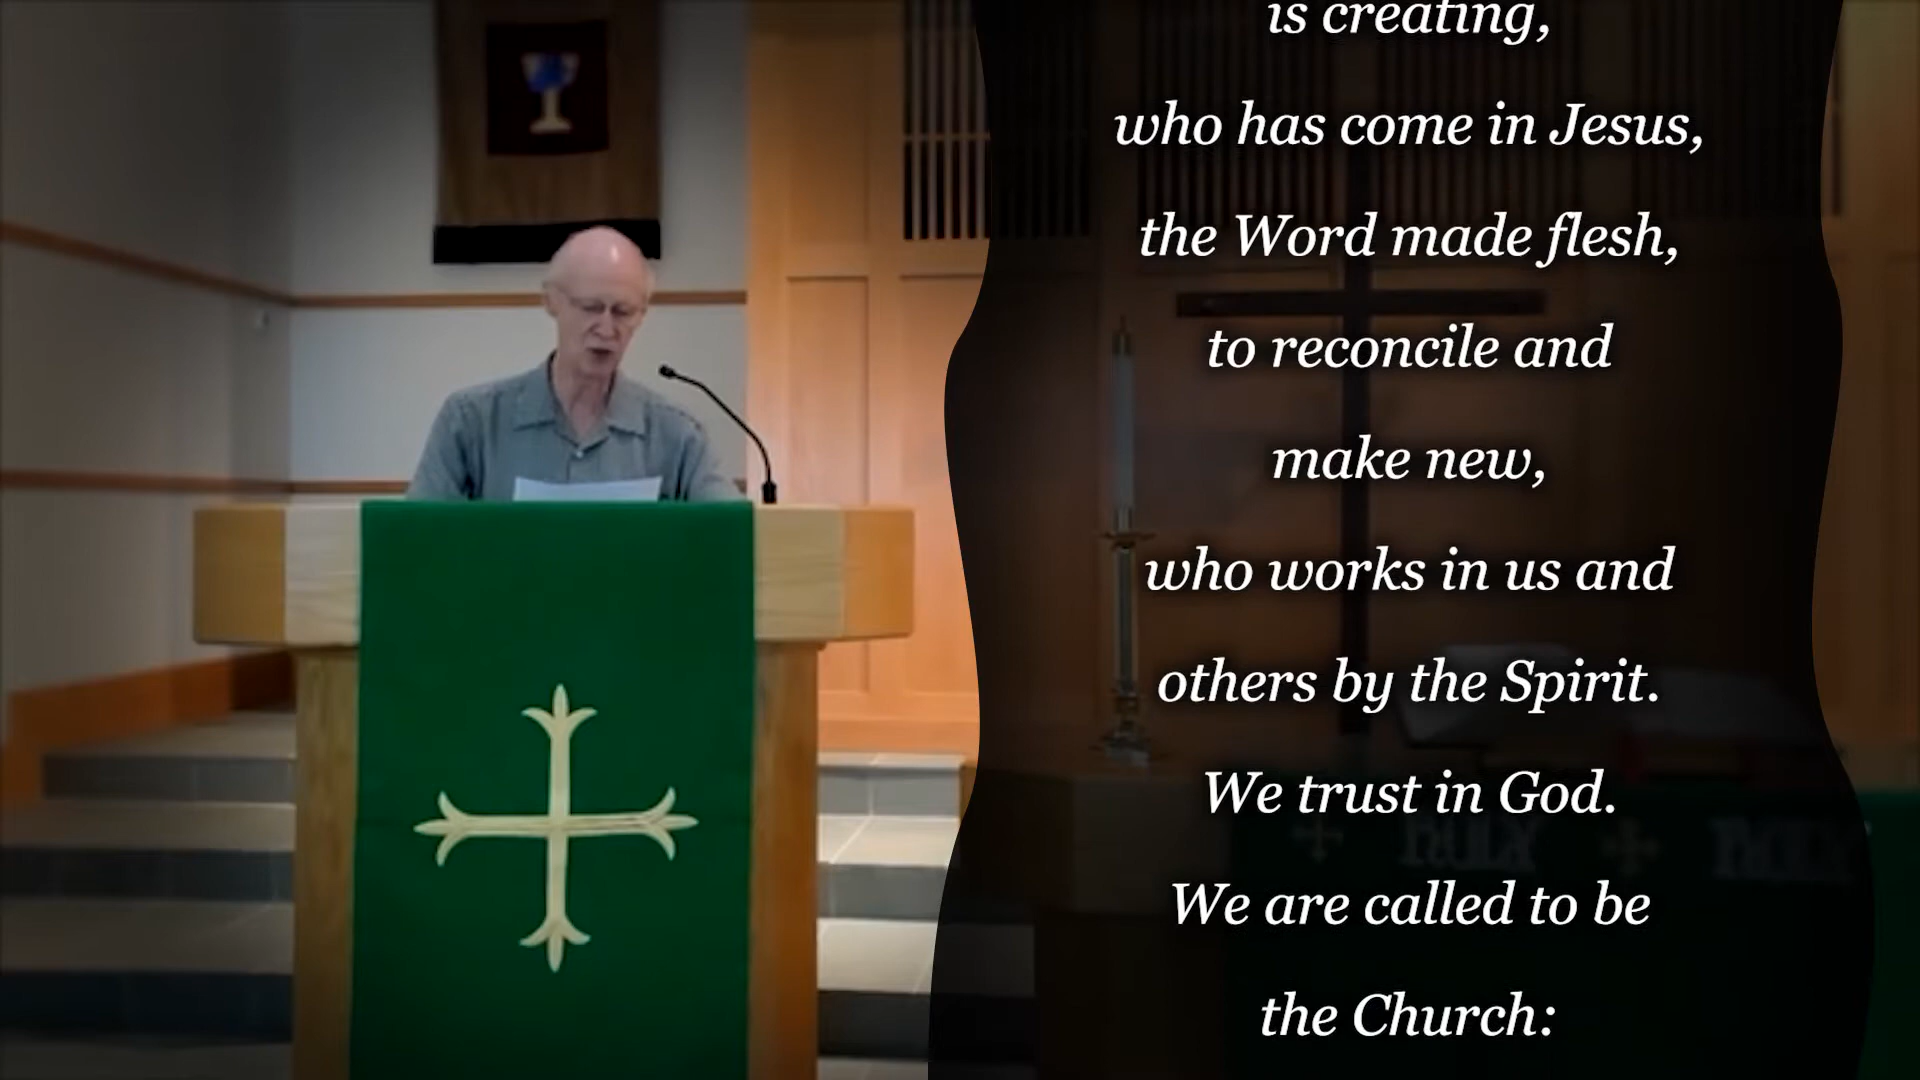 is creating,
who has come in Jesus,
the Word made flesh,
to reconcile and
make new,
who works in us and
others by the Spirit.
We trust in God.
We are called to be
the Church: